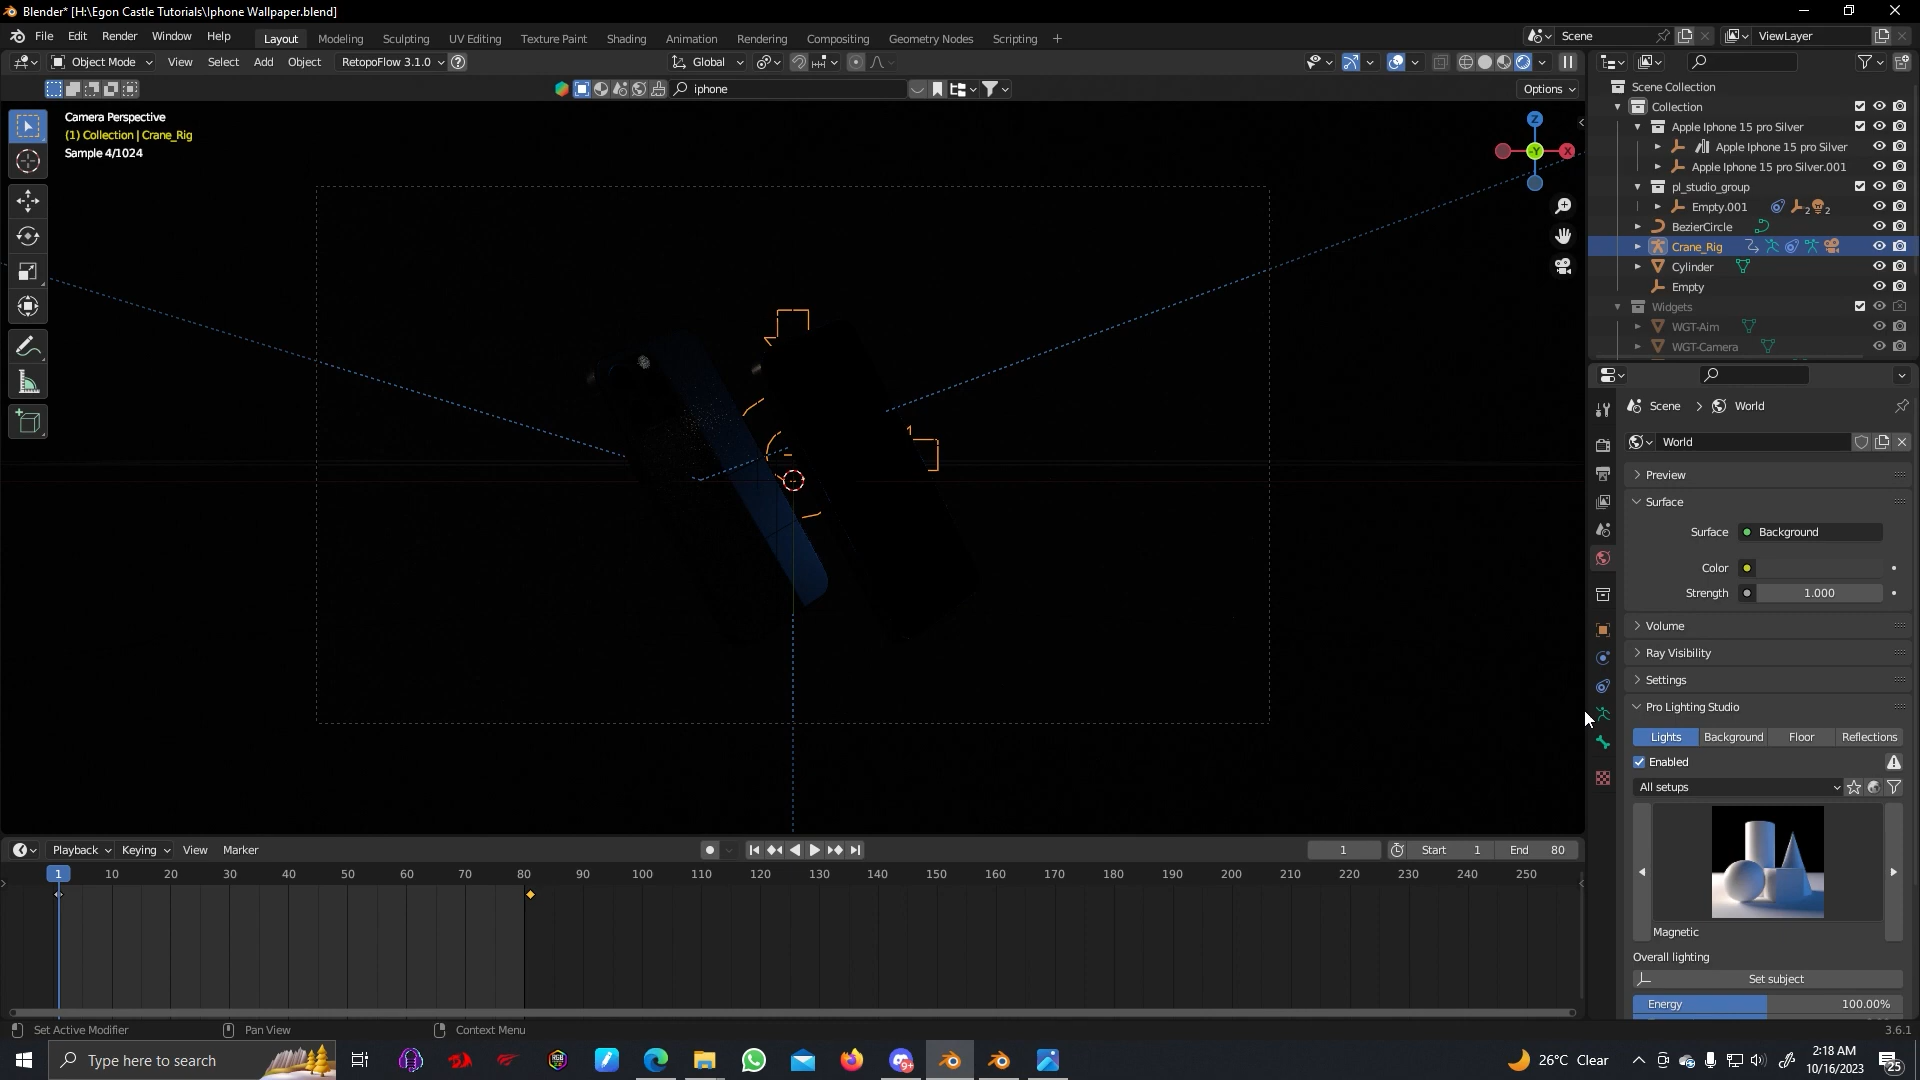 Blender* [H:\Egon Castle Tutorials\Iphone Wallpaper.blend]
File Edit Render Window Help Layout Modeling Sculpting UV Editing Texture Paint Shading Animation Rendering Compositing Geometry Nodes Scripting + Scene ViewLayer
Object Mode View Select Add Object RetopoFlow 3.1.0 Global
iphone Options
Camera Perspective
(1) Collection | Crane_Rig
Sample 4/1024
Z
-Y
X
Scene Collection
Collection
Apple Iphone 15 pro Silver
Apple Iphone 15 pro Silver
Apple Iphone 15 pro Silver.001
pl_studio_group
Empty.001 2 2
BezierCircle
Crane_Rig
Cylinder
Empty
Widgets
WGT-Aim
WGT-Camera
Scene > World
World
Preview
Surface
Surface Background
Color
Strength 1.000
Volume
Ray Visibility
Settings
Pro Lighting Studio
Lights Background Floor Reflections
Enabled
All setups
Magnetic
Overall lighting
Set subject
Energy 100.00%
Playback Keying View Marker 1 Start 1 End 80
1 10 20 30 40 50 60 70 80 90 100 110 120 130 140 150 160 170 180 190 200 210 220 230 240 250
Set Active Modifier Pan View Context Menu 3.6.1
Type here to search 9+ 26°C Clear 2:18 AM
10/16/2023 25